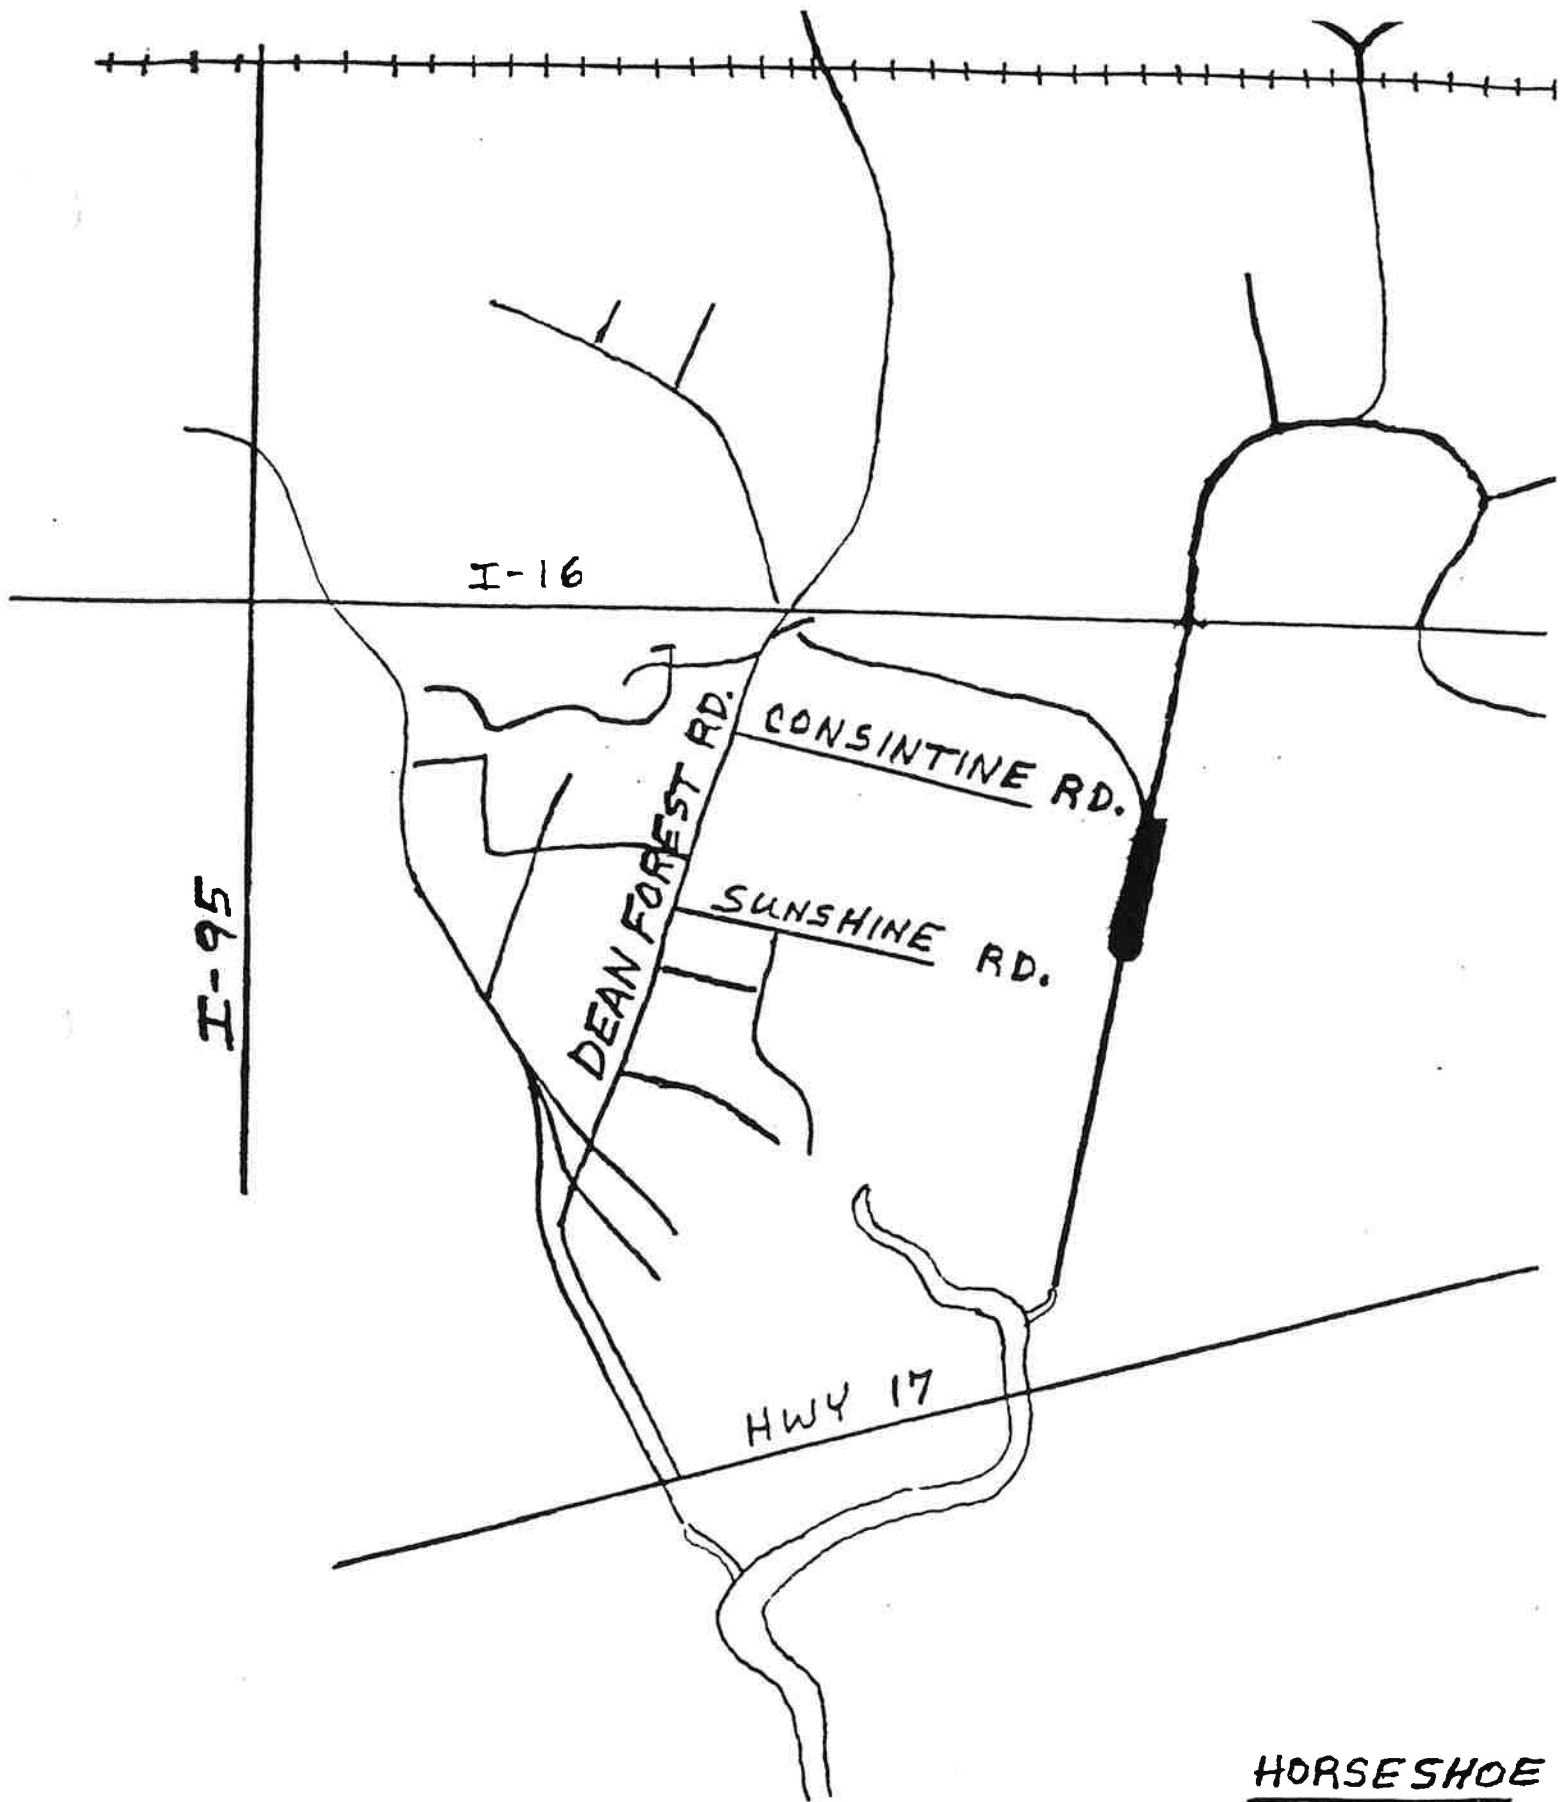 I-16
CONSINTINE RD.
DEAN FOREST RD.
SUNSHINE RD.
I-95
HWY 17
HORSESHOE